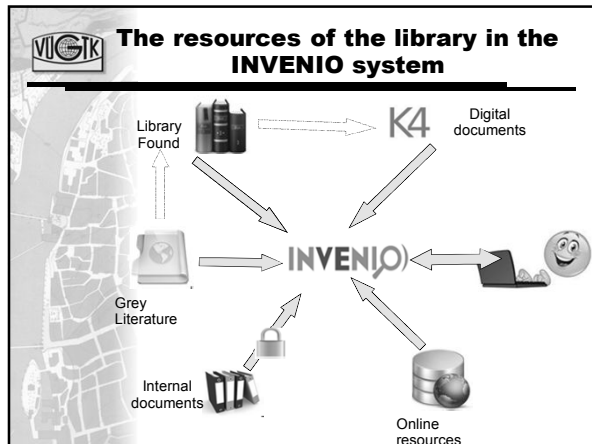 VÚGTK
The resources of the library in the
INVENIO system
Library
Found
K4
Digital
documents
INVENIO
Grey
Literature
Internal
documents
Online
resources